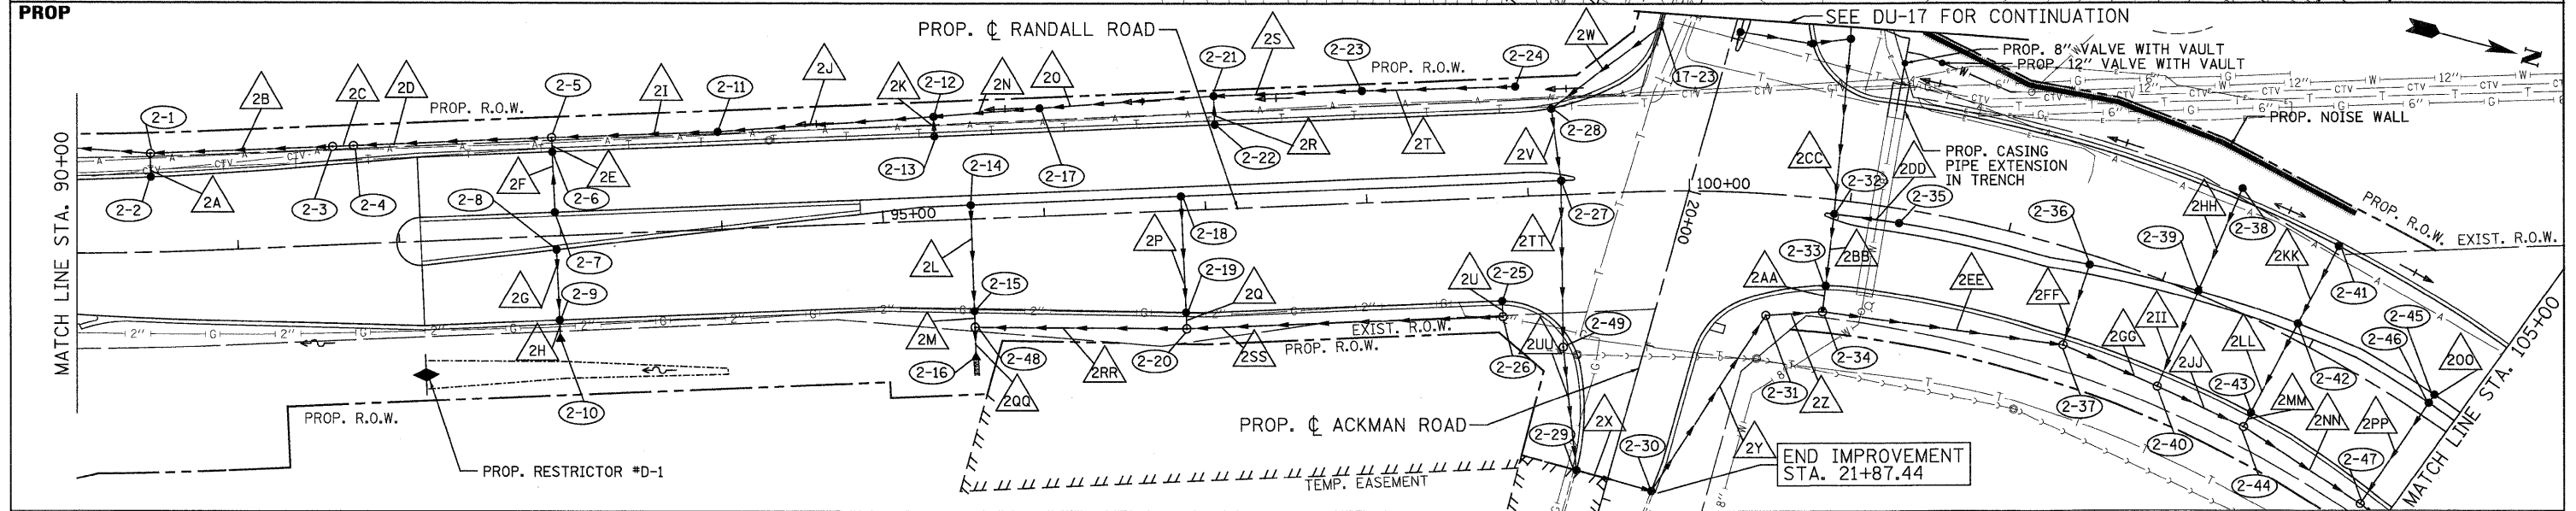 PROP
PROP. ℄ RANDALL ROAD
SEE DU-17 FOR CONTINUATION
PROP. 8" VALVE WITH VAULT
PROP. 12" VALVE WITH VAULT
N
2B
2C
2D
2-5
2I
2-11
2J
2K
2-12
2N
2O
2-21
2S
2-23
2-24
2W
17-23
PROP. R.O.W.
PROP. R.O.W.
2-1
PROP. NOISE WALL
MATCH LINE STA. 90+00
2-2
2A
2-3
2-4
2F
2E
2-6
2-13
2-14
2-17
2-22
2R
2T
2V
2-28
2CC
2DD
PROP. CASING
PIPE EXTENSION
IN TRENCH
2-8
2-7
95+00
2L
2P
2-18
2TT
2-27
100+00
20+00
2-32
2-35
2-36
2-39
2HH
2-38
PROP. R.O.W.
EXIST. R.O.W.
2G
2-9
2-15
2-19
2Q
2U
2-25
2AA
2-33
2BB
2EE
2FF
2KK
2-41
2H
2M
2-16
2-48
2QQ
2RR
2-20
2SS
EXIST. R.O.W.
PROP. R.O.W.
2-26
2UU
2-49
2-31
2Z
2-34
2GG
2II
2JJ
2LL
2-43
2-42
2-45
2-46
2OO
PROP. R.O.W.
2-10
PROP. ℄ ACKMAN ROAD
2-29
2X
2-30
2Y
2-37
2-40
2MM
2NN
2PP
MATCH LINE STA. 105+00
PROP. RESTRICTOR #D-1
TEMP. EASEMENT
END IMPROVEMENT
STA. 21+87.44
2-44
2-47